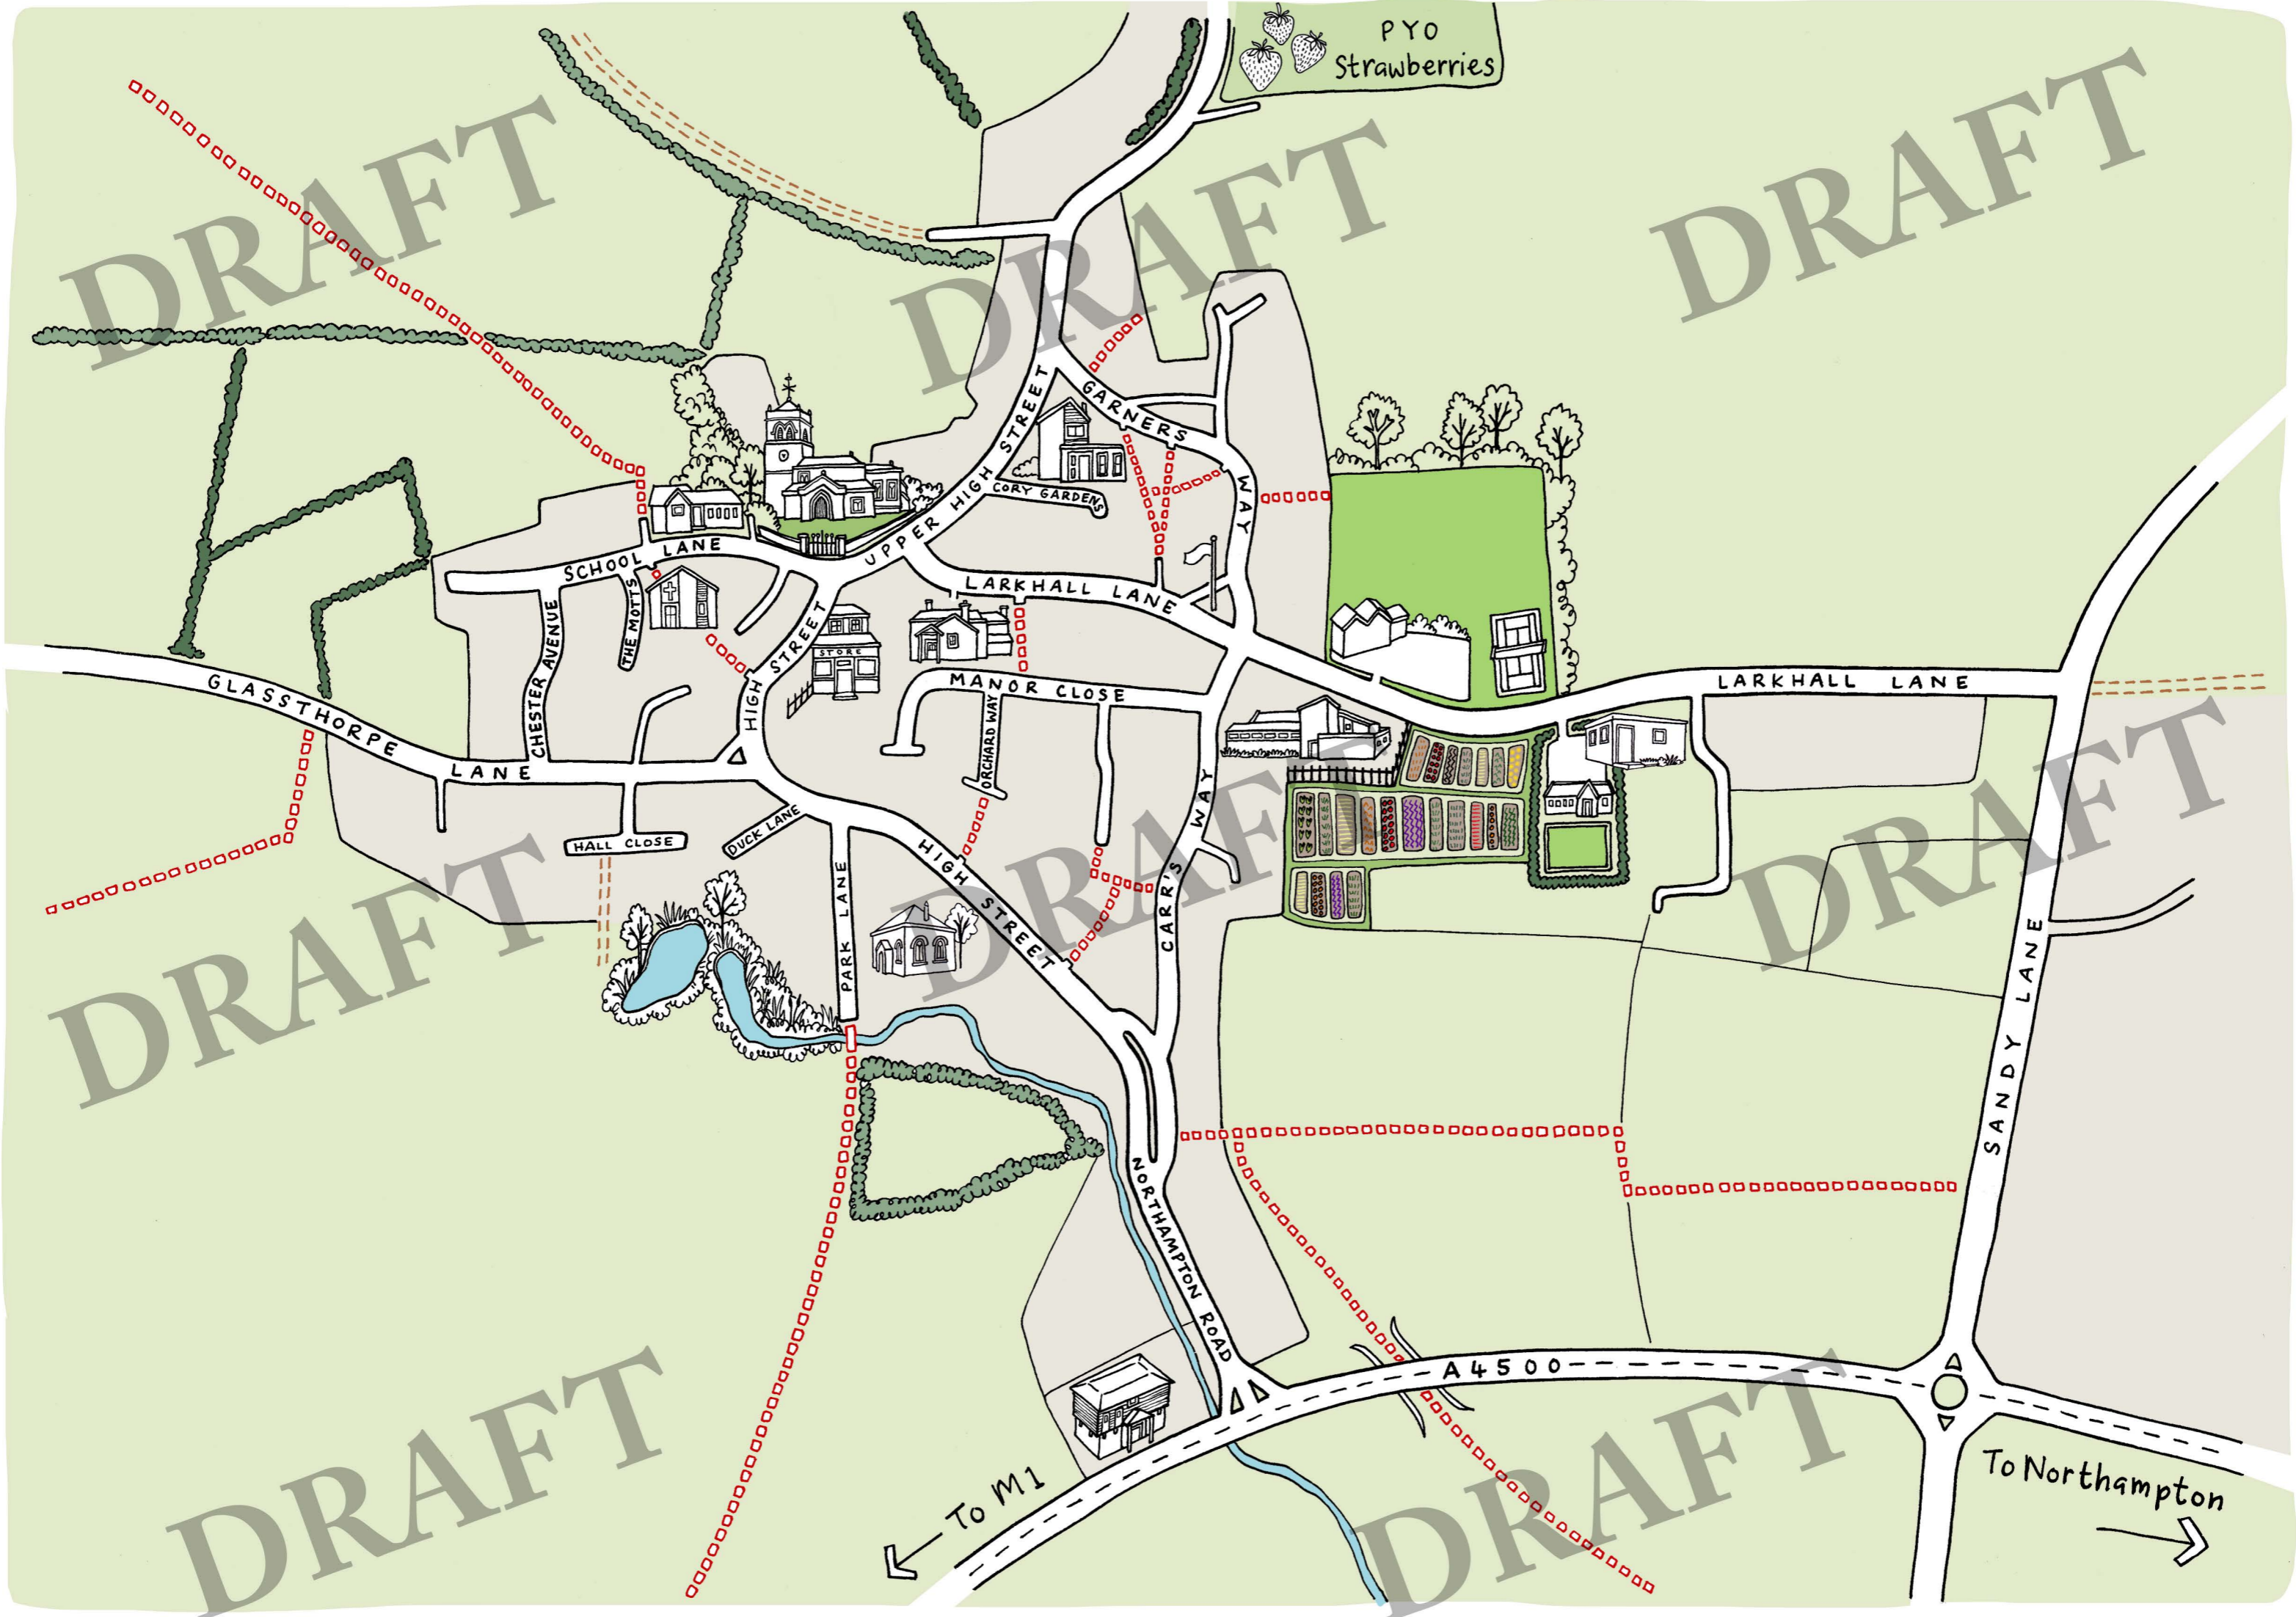 PYO
Strawberries
DRAFT
DRAFT
DRAFT
GARNERS
WAY
UPPER HIGH STREET
CORY GARDENS
SCHOOL LANE
THE MOTTS
LARKHALL LANE
CHESTER AVENUE
HIGH STREET
STORE
MANOR CLOSE
ORCHARD WAY
LARKHALL LANE
GLASSTHORPE
LANE
HALL CLOSE
DUCK LANE
PARK LANE
HIGH STREET
CARR'S WAY
DRAFT
DRAFT
DRAFT
SANDY LANE
NORTHAMPTON ROAD
A4500
DRAFT
DRAFT
To M1
To Northampton